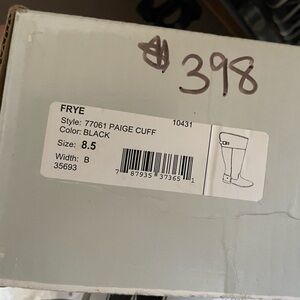 $398
FRYE
Style: 77061 PAIGE CUFF 10431
Color: BLACK
Size: 8.5
Width: B
35693
7 87935 37365 1